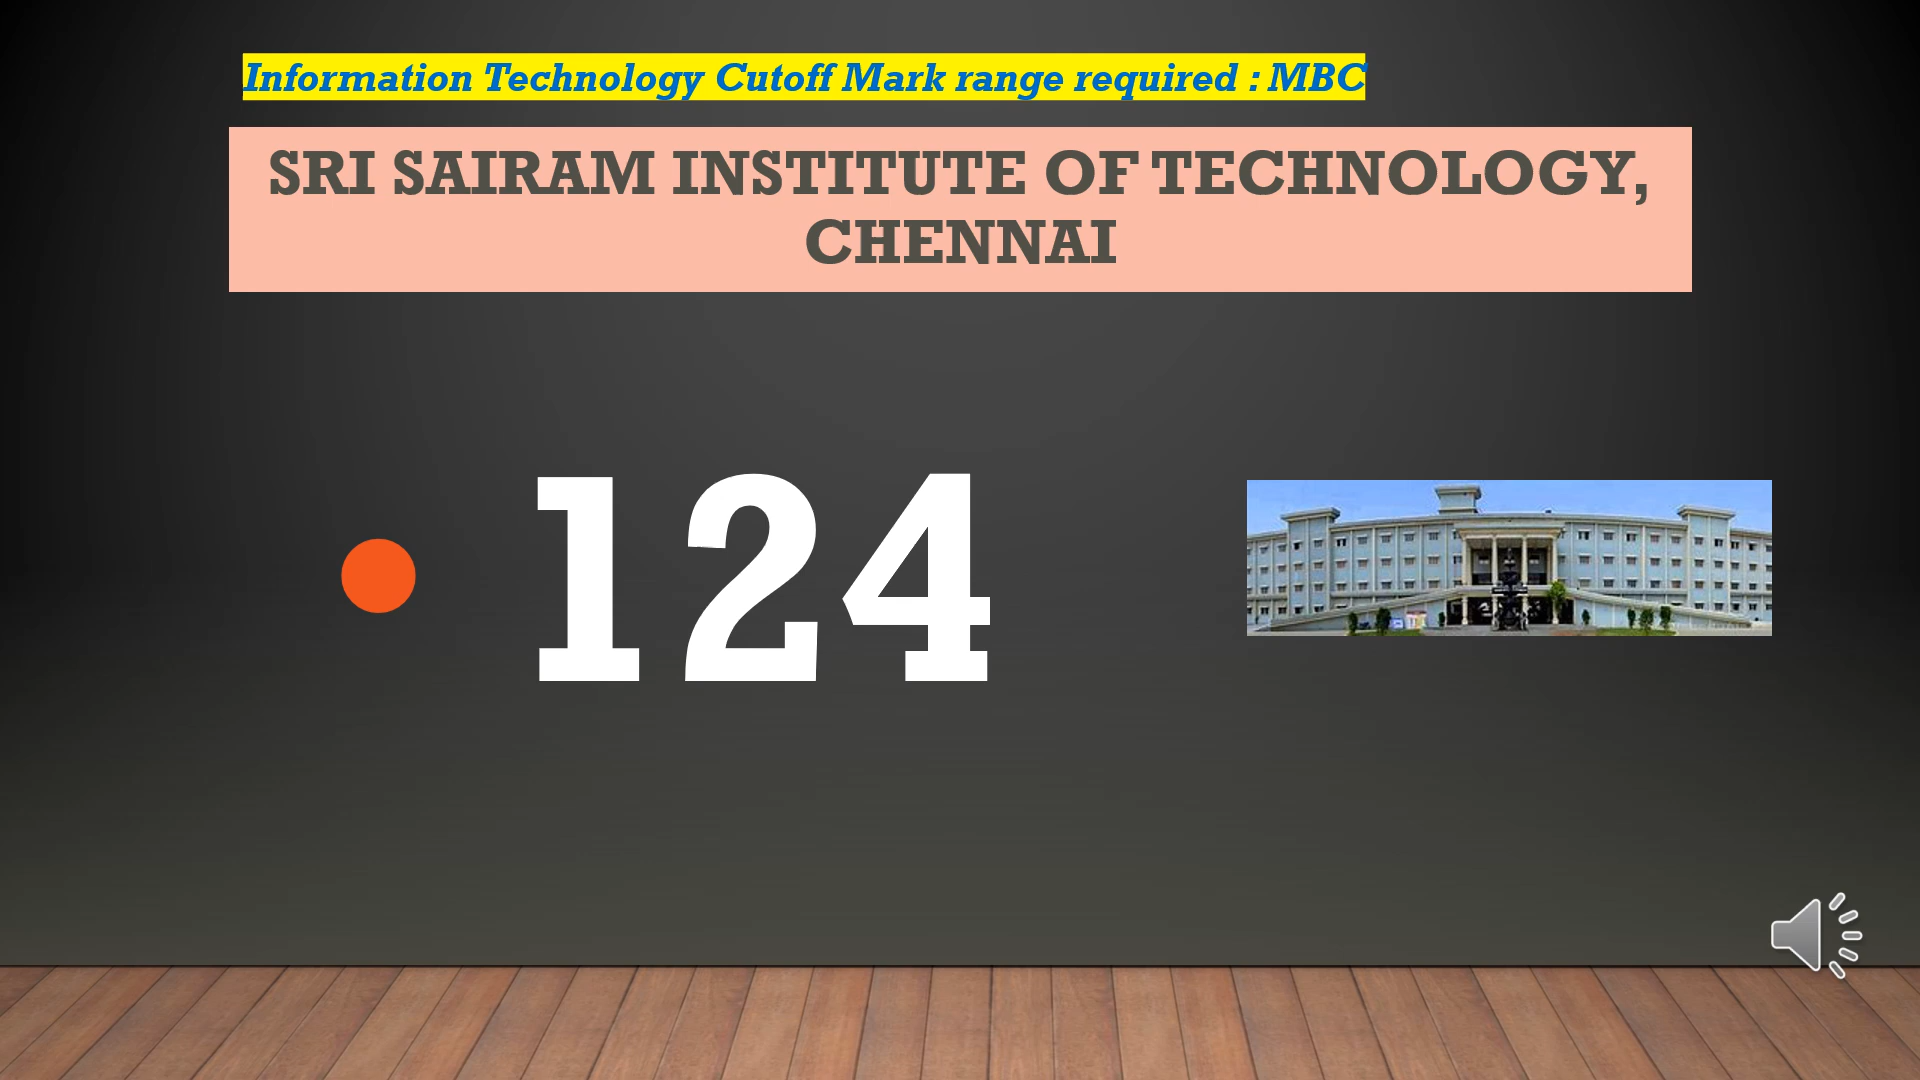 Information Technology Cutoff Mark range required : MBC
SRI SAIRAM INSTITUTE OF TECHNOLOGY,
CHENNAI
124